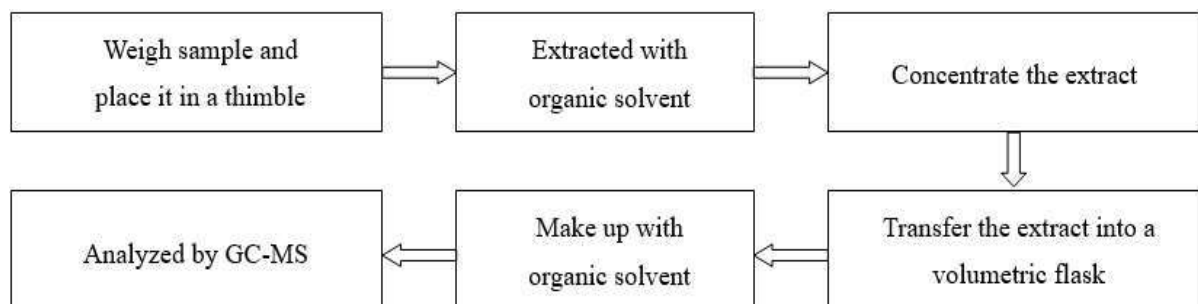 Weigh sample and
place it in a thimble
Extracted with
organic solvent
Concentrate the extract
Transfer the extract into a
volumetric flask
Make up with
organic solvent
Analyzed by GC-MS